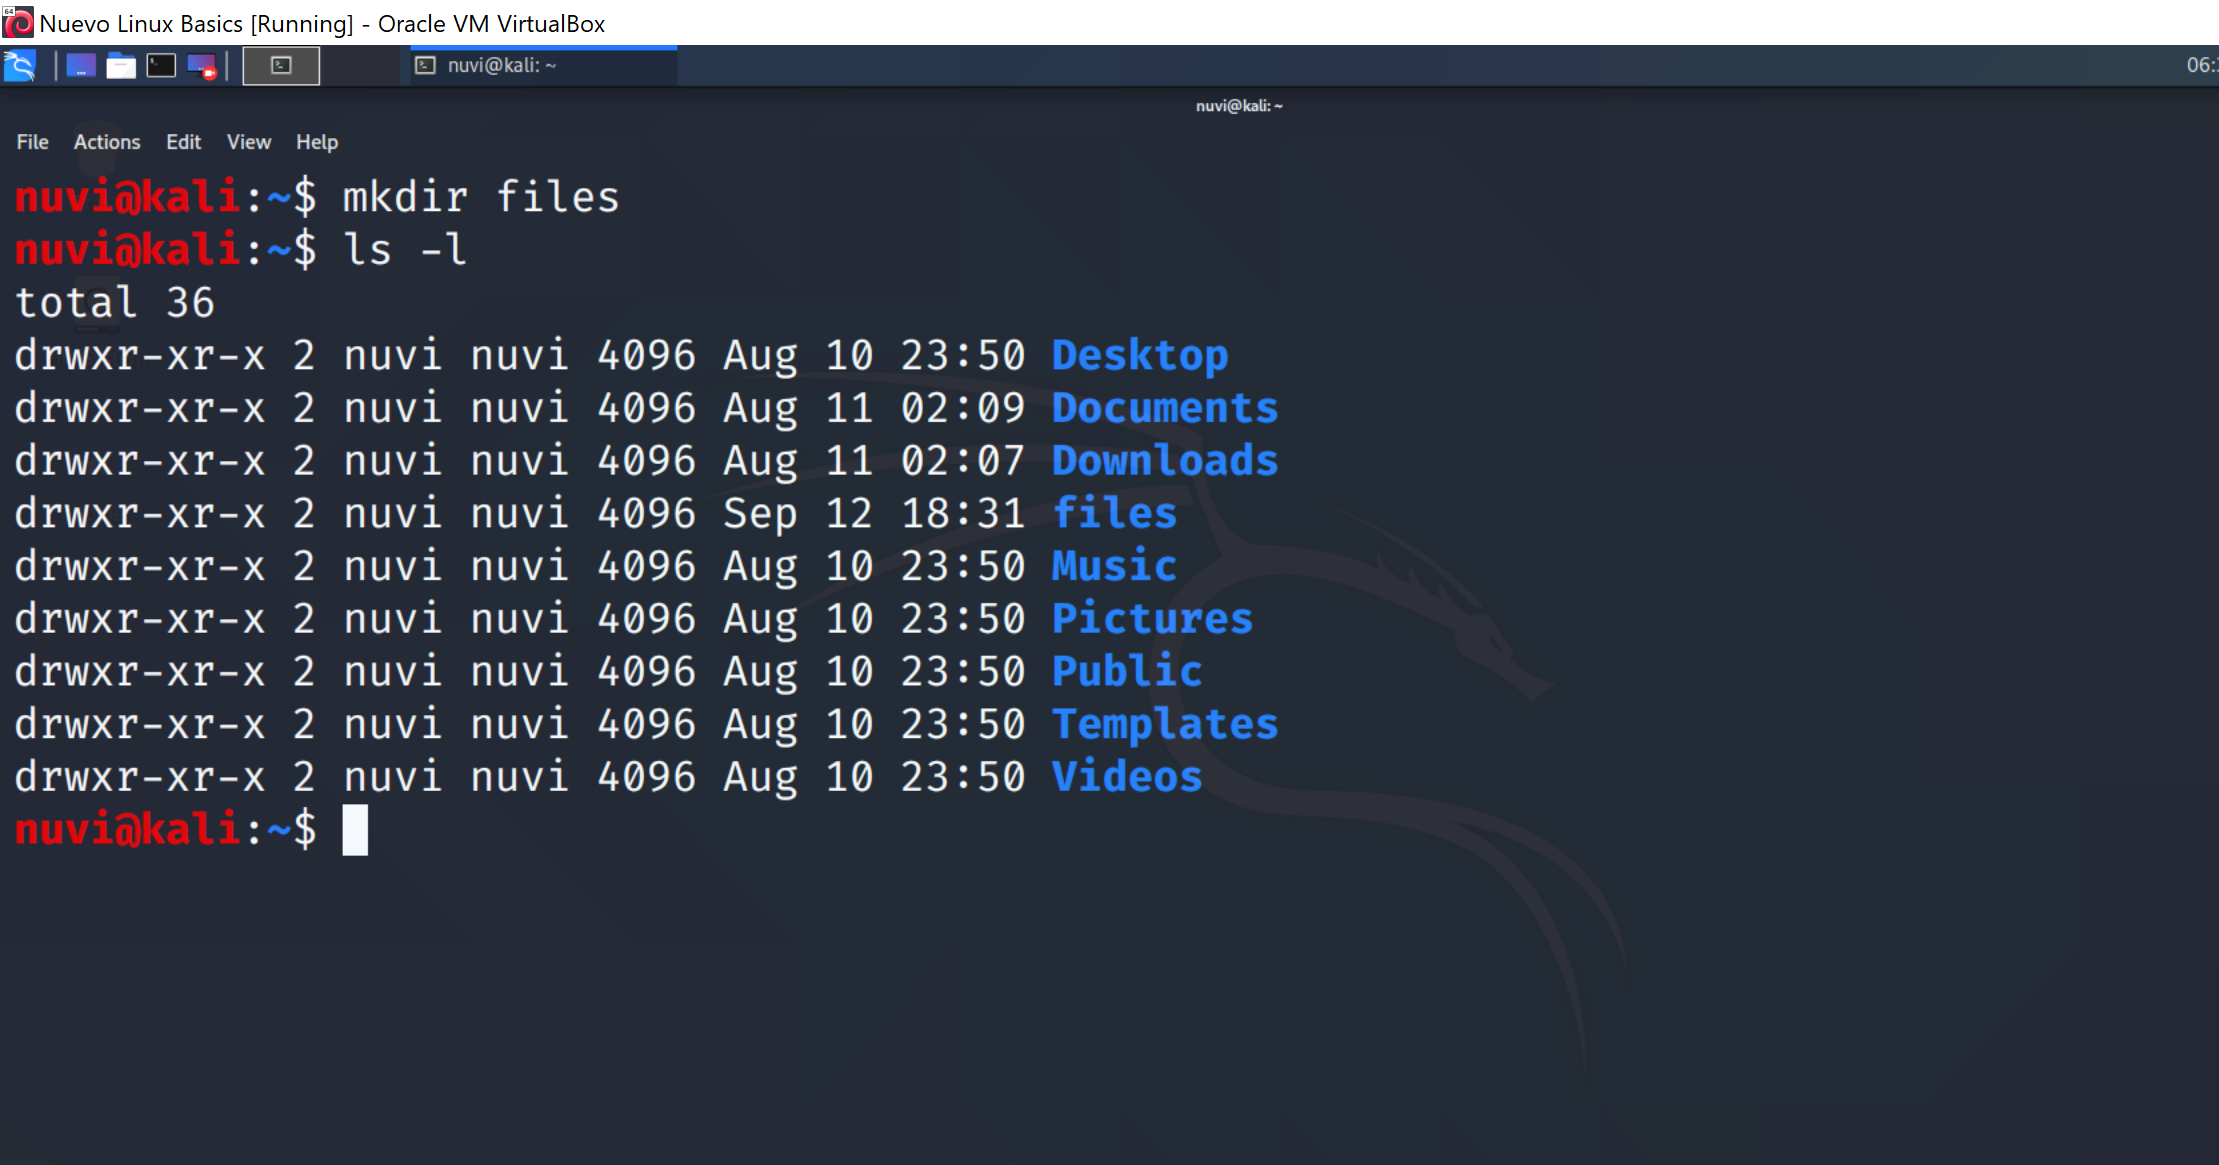 64
Nuevo Linux Basics [Running] - Oracle VM VirtualBox
nuvi@kali: ~
06:
nuvi@kali: ~
File Actions Edit View Help
nuvi@kali:~$ mkdir files
nuvi@kali:~$ ls -l
total 36
drwxr-xr-x 2 nuvi nuvi 4096 Aug 10 23:50 Desktop
drwxr-xr-x 2 nuvi nuvi 4096 Aug 11 02:09 Documents
drwxr-xr-x 2 nuvi nuvi 4096 Aug 11 02:07 Downloads
drwxr-xr-x 2 nuvi nuvi 4096 Sep 12 18:31 files
drwxr-xr-x 2 nuvi nuvi 4096 Aug 10 23:50 Music
drwxr-xr-x 2 nuvi nuvi 4096 Aug 10 23:50 Pictures
drwxr-xr-x 2 nuvi nuvi 4096 Aug 10 23:50 Public
drwxr-xr-x 2 nuvi nuvi 4096 Aug 10 23:50 Templates
drwxr-xr-x 2 nuvi nuvi 4096 Aug 10 23:50 Videos
nuvi@kali:~$